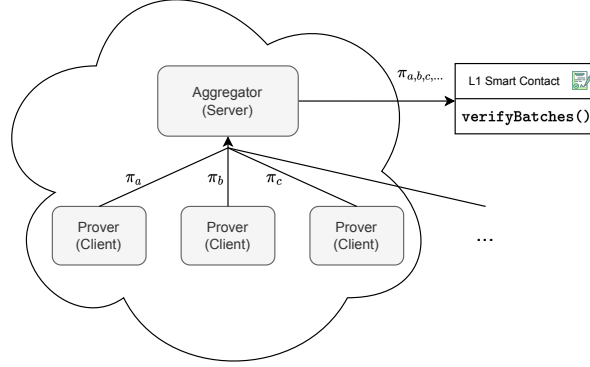 π_{a,b,c,...}
Aggregator
(Server)
L1 Smart Contact
verifyBatches()
π_a
π_b
π_c
Prover
(Client)
Prover
(Client)
Prover
(Client)
...